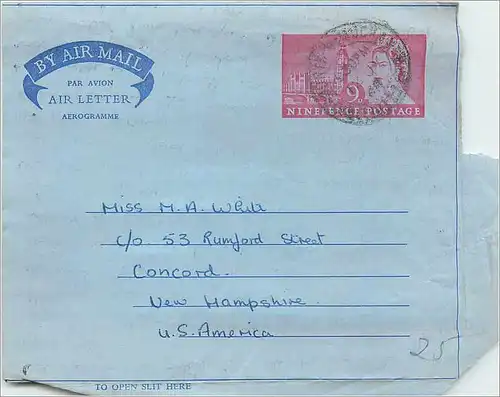 BY AIR MAIL
PAR AVION
AIR LETTER
AEROGRAMME
9D
NINEPENCE · POSTAGE
Miss M. A. White
c/o 53 Rumford Street
Concord.
New Hampshire.
U.S. America
25
TO OPEN SLIT HERE